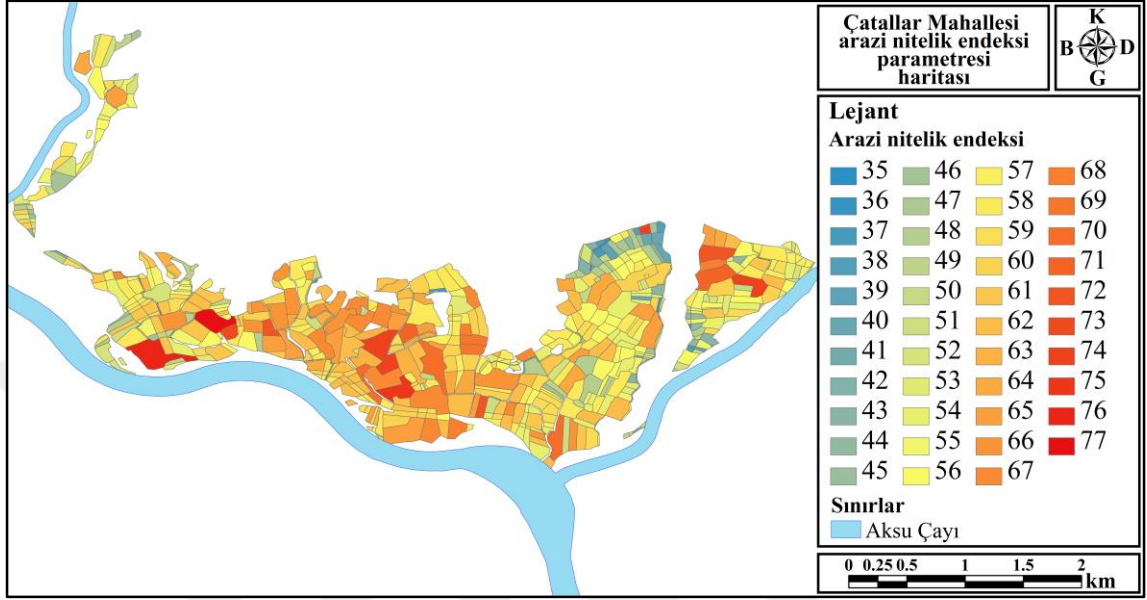 Çatallar Mahallesi
arazi nitelik endeksi
parametresi
haritası
K
B D
G
Lejant
Arazi nitelik endeksi
35 46 57 68
36 47 58 69
37 48 59 70
38 49 60 71
39 50 61 72
40 51 62 73
41 52 63 74
42 53 64 75
43 54 65 76
44 55 66 77
45 56 67
Sınırlar
Aksu Çayı
0 0.25 0.5 1 1.5 2
km